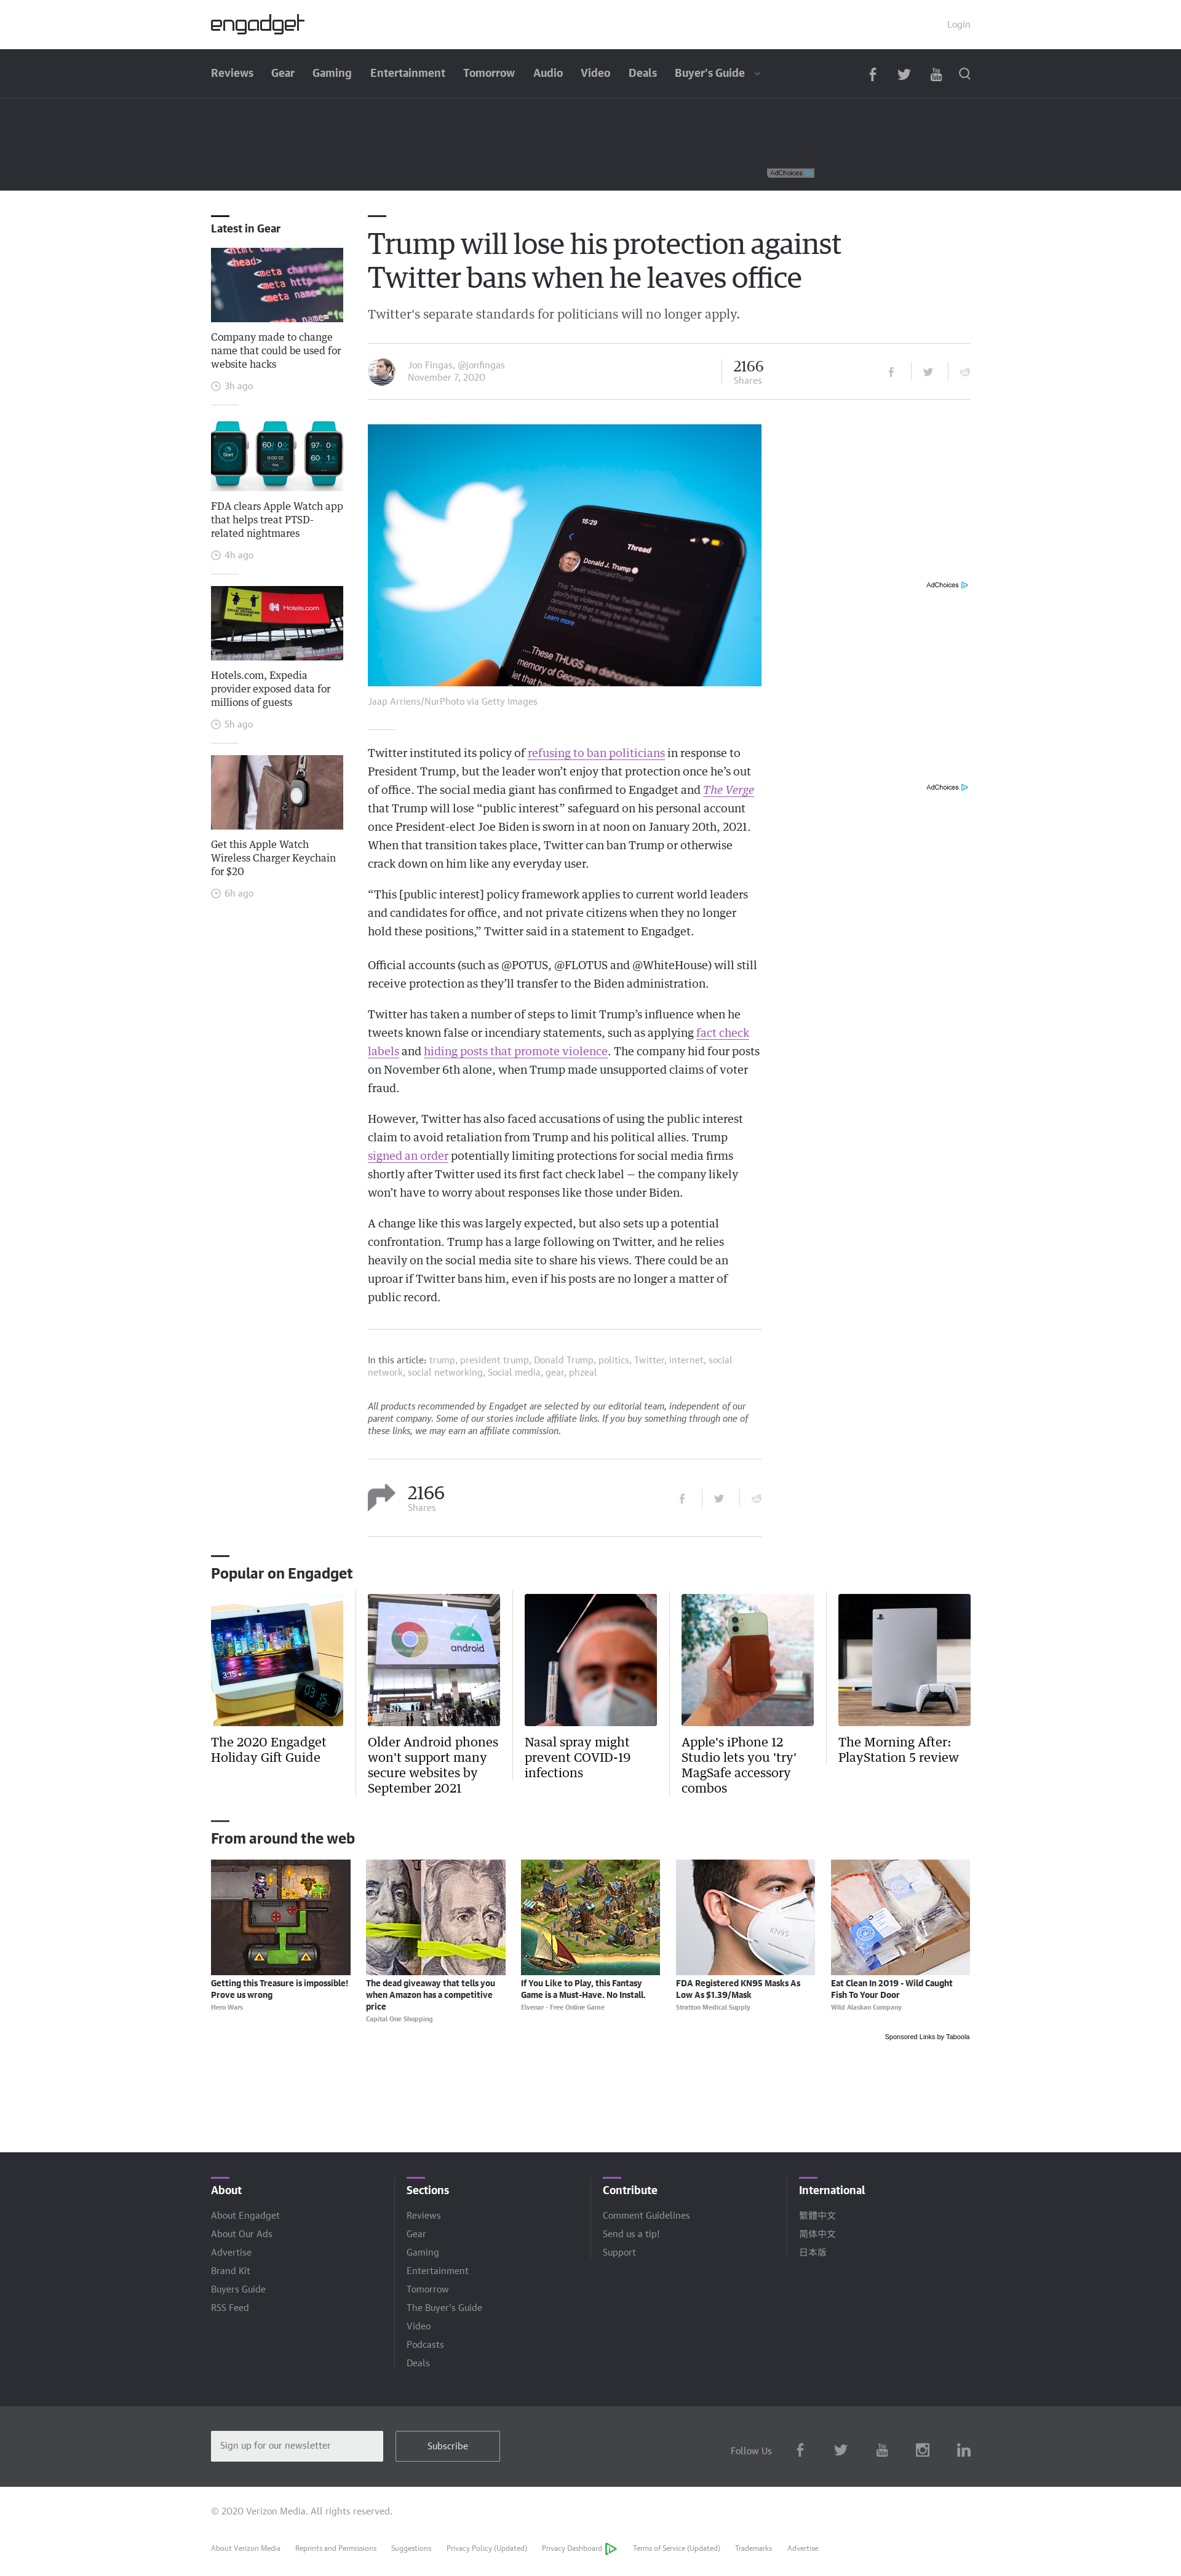 engadget
Login
Reviews Gear Gaming Entertainment Tomorrow Audio Video Deals Buyer's Guide
AdChoices
Latest in Gear
Company made to change
name that could be used for
website hacks
3h ago
FDA clears Apple Watch app
that helps treat PTSD-
related nightmares
4h ago
Hotels.com
Hotels.com, Expedia
provider exposed data for
millions of guests
5h ago
Get this Apple Watch
Wireless Charger Keychain
for $20
6h ago
Trump will lose his protection against
Twitter bans when he leaves office
Twitter's separate standards for politicians will no longer apply.
Jon Fingas, @jonfingas
November 7, 2020
2166
Shares
15:29
Thread
Donald J. Trump
@realDonaldTrump
Learn more
...These THUGS are dishonoring
Jaap Arriens/NurPhoto via Getty Images
AdChoices
AdChoices
Twitter instituted its policy of refusing to ban politicians in response to
President Trump, but the leader won’t enjoy that protection once he’s out
of office. The social media giant has confirmed to Engadget and The Verge
that Trump will lose “public interest” safeguard on his personal account
once President-elect Joe Biden is sworn in at noon on January 20th, 2021.
When that transition takes place, Twitter can ban Trump or otherwise
crack down on him like any everyday user.
“This [public interest] policy framework applies to current world leaders
and candidates for office, and not private citizens when they no longer
hold these positions,” Twitter said in a statement to Engadget.
Official accounts (such as @POTUS, @FLOTUS and @WhiteHouse) will still
receive protection as they’ll transfer to the Biden administration.
Twitter has taken a number of steps to limit Trump’s influence when he
tweets known false or incendiary statements, such as applying fact check
labels and hiding posts that promote violence. The company hid four posts
on November 6th alone, when Trump made unsupported claims of voter
fraud.
However, Twitter has also faced accusations of using the public interest
claim to avoid retaliation from Trump and his political allies. Trump
signed an order potentially limiting protections for social media firms
shortly after Twitter used its first fact check label — the company likely
won’t have to worry about responses like those under Biden.
A change like this was largely expected, but also sets up a potential
confrontation. Trump has a large following on Twitter, and he relies
heavily on the social media site to share his views. There could be an
uproar if Twitter bans him, even if his posts are no longer a matter of
public record.
In this article: trump, president trump, Donald Trump, politics, Twitter, internet, social
network, social networking, Social media, gear, phzeal
All products recommended by Engadget are selected by our editorial team, independent of our
parent company. Some of our stories include affiliate links. If you buy something through one of
these links, we may earn an affiliate commission.
2166
Shares
Popular on Engadget
android
The 2020 Engadget
Holiday Gift Guide
Older Android phones
won't support many
secure websites by
September 2021
Nasal spray might
prevent COVID-19
infections
Apple's iPhone 12
Studio lets you 'try'
MagSafe accessory
combos
The Morning After:
PlayStation 5 review
From around the web
KN95
Getting this Treasure is impossible!
Prove us wrong
Hero Wars
The dead giveaway that tells you
when Amazon has a competitive
price
Capital One Shopping
If You Like to Play, this Fantasy
Game is a Must-Have. No Install.
Elvenar - Free Online Game
FDA Registered KN95 Masks As
Low As $1.39/Mask
Stratton Medical Supply
Eat Clean In 2019 - Wild Caught
Fish To Your Door
Wild Alaskan Company
Sponsored Links by Taboola
About
About Engadget
About Our Ads
Advertise
Brand Kit
Buyers Guide
RSS Feed
Sections
Reviews
Gear
Gaming
Entertainment
Tomorrow
The Buyer's Guide
Video
Podcasts
Deals
Contribute
Comment Guidelines
Send us a tip!
Support
International
繁體中文
简体中文
日本版
Sign up for our newsletter
Subscribe
Follow Us
© 2020 Verizon Media. All rights reserved.
About Verizon Media Reprints and Permissions Suggestions Privacy Policy (Updated) Privacy Dashboard Terms of Service (Updated) Trademarks Advertise